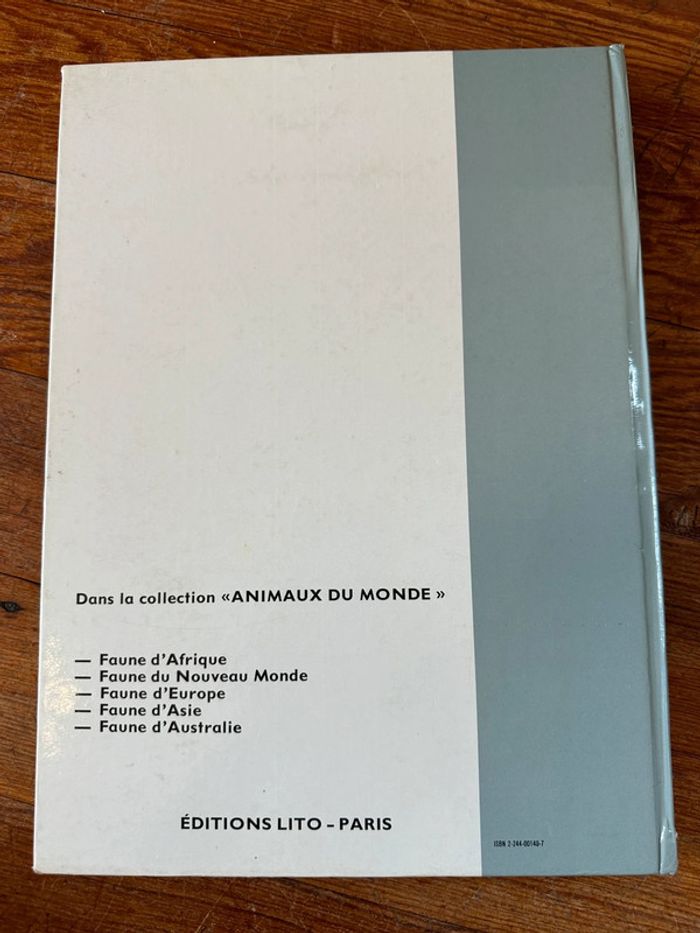 Dans la collection «ANIMAUX DU MONDE »
— Faune d'Afrique
— Faune du Nouveau Monde
— Faune d'Europe
— Faune d'Asie
— Faune d'Australie
ÉDITIONS LITO – PARIS
ISBN 2-244-00140-7